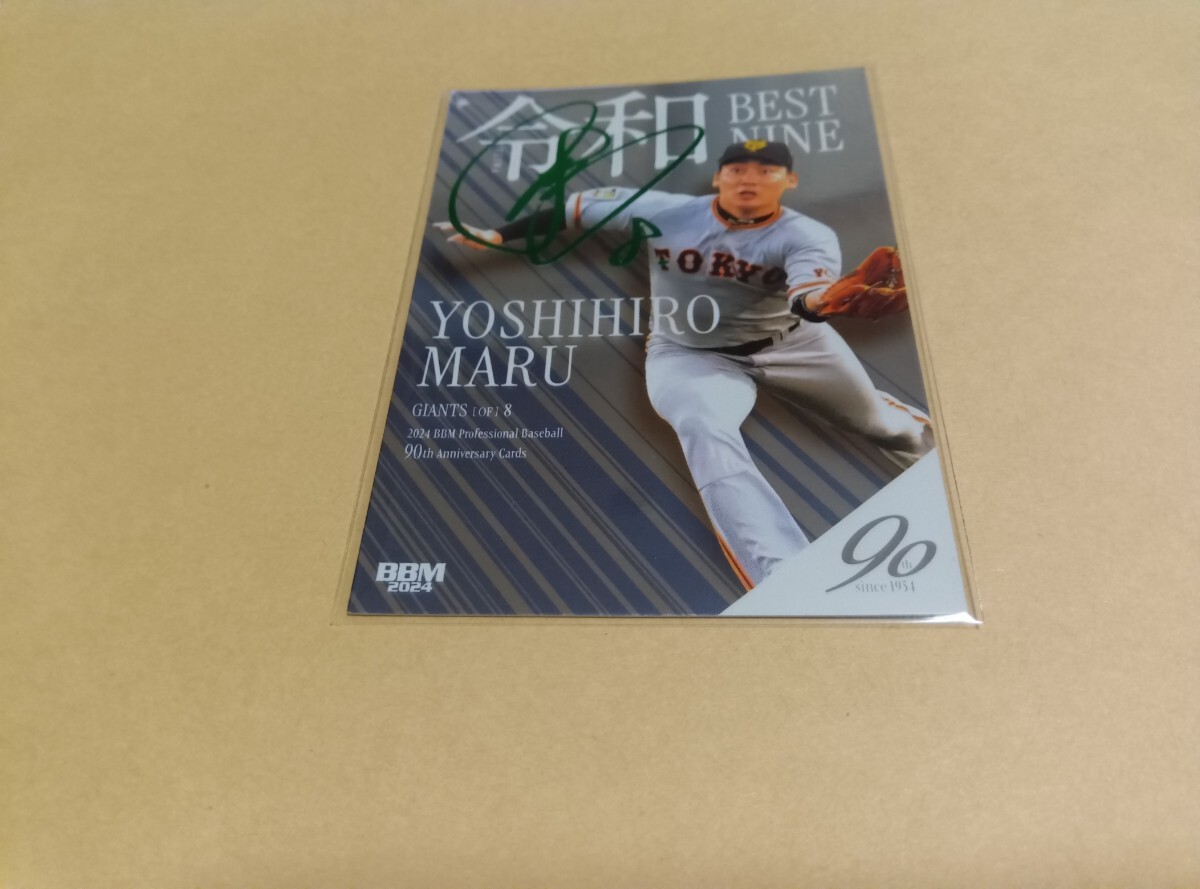 令和
BEST
NINE
TOKYO
YOSHIHIRO
MARU
GIANTS [OF] 8
2024 BBM Professional Baseball
90th Anniversary Cards
BBM
2024
90th
since 1934
8